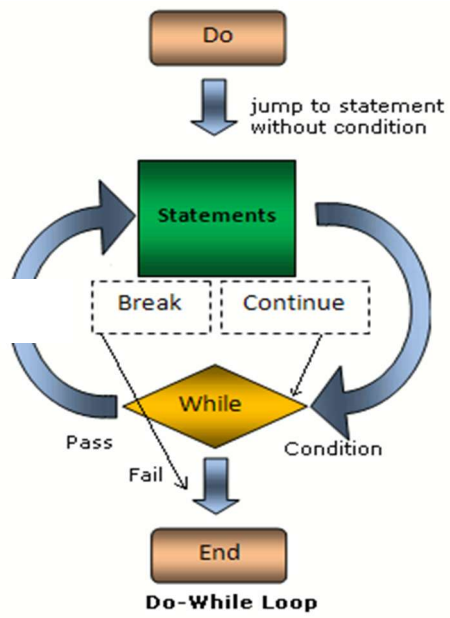 Do
jump to statement
without condition
Statements
Break
Continue
While
Pass
Condition
Fail
End
Do-While Loop